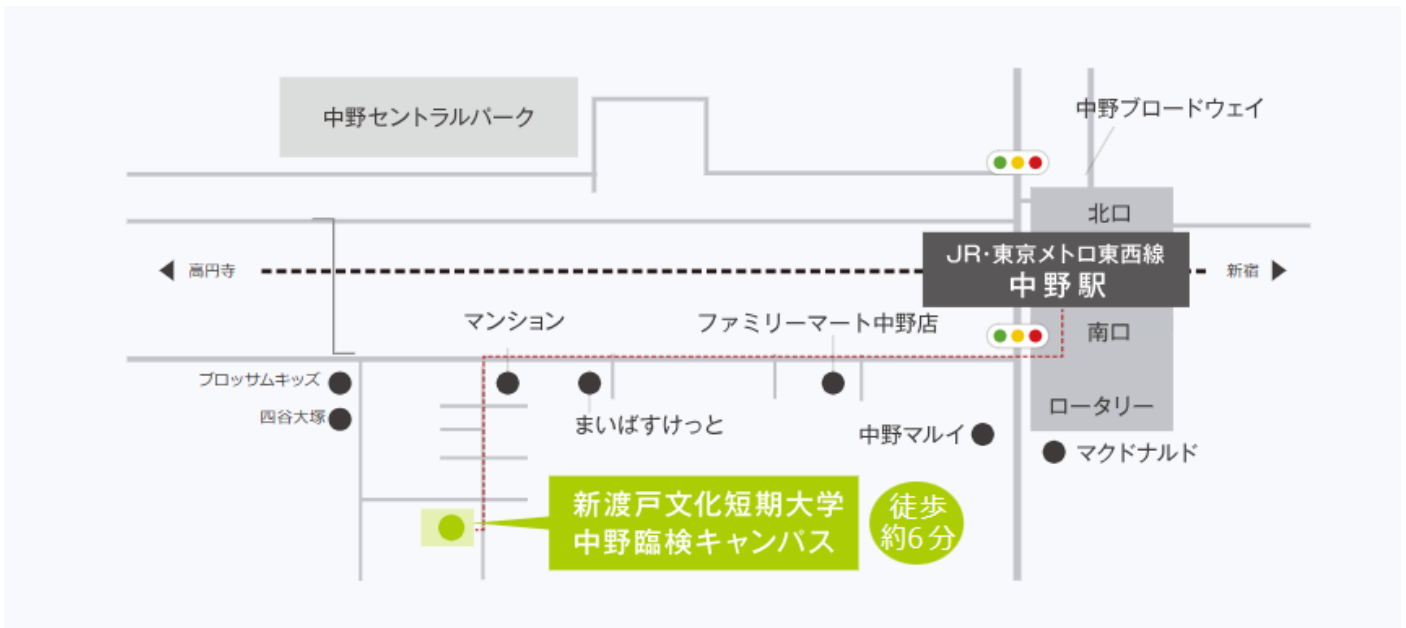 中野セントラルパーク
中野ブロードウェイ
北口
JR・東京メトロ東西線
中野駅
高円寺
新宿
マンション
ファミリーマート中野店
南口
ブロッサムキッズ
四谷大塚
まいばすけっと
中野マルイ
ロータリー
マクドナルド
新渡戸文化短期大学
中野臨検キャンパス
徒歩
約6分